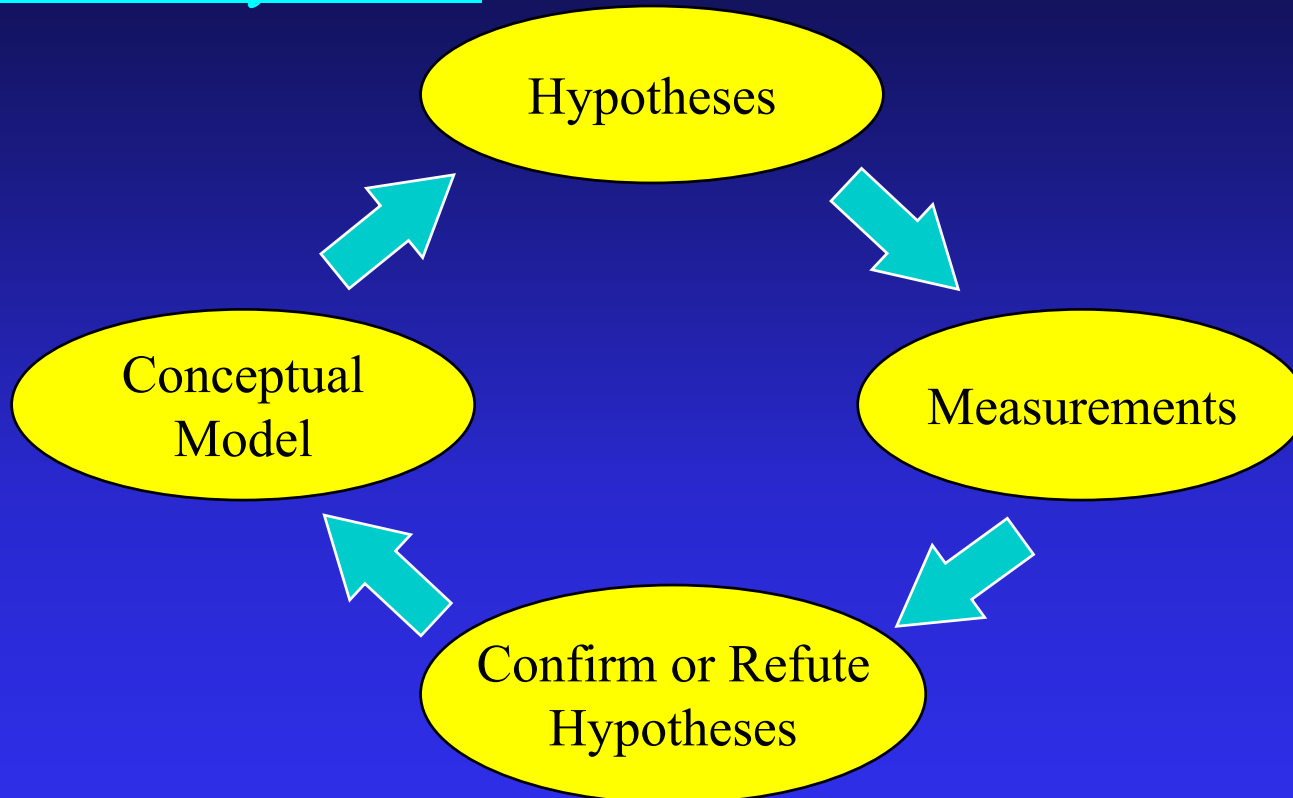 Hypotheses
Conceptual
Model
Measurements
Confirm or Refute
Hypotheses